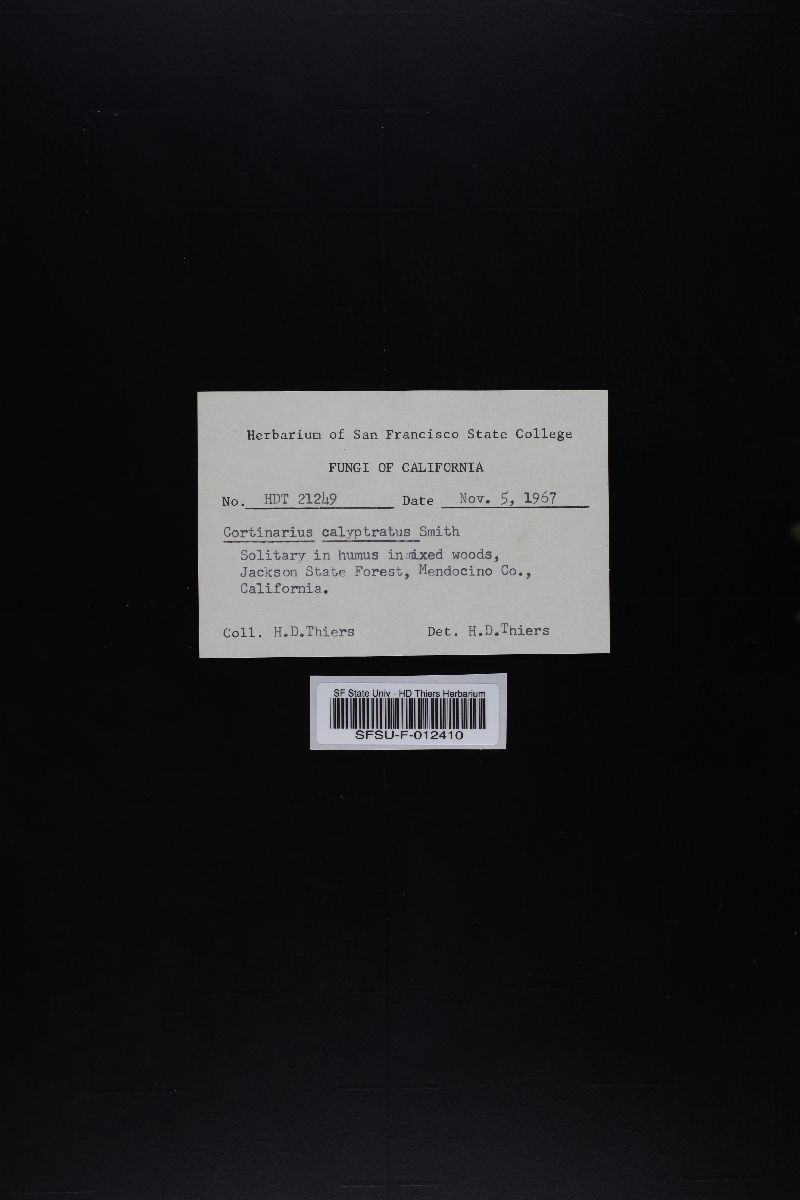 Herbarium of San Francisco State College
FUNGI OF CALIFORNIA
No. HDT 21249 Date Nov. 5, 1967
Cortinarius calyptratus Smith
Solitary in humus in mixed woods,
Jackson State Forest, Mendocino Co.,
California.
Coll. H.D.Thiers Det. H.D.Thiers
SF State Univ - HD Thiers Herbarium
SFSU-F-012410